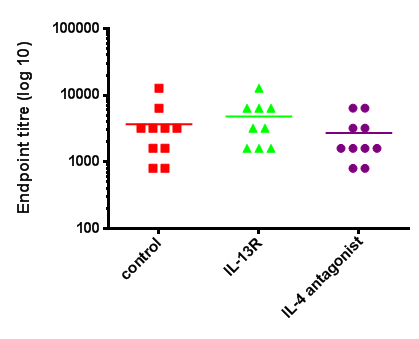 Endpoint titre (log 10)
100000
10000
1000
100
control
IL-13R
IL-4 antagonist